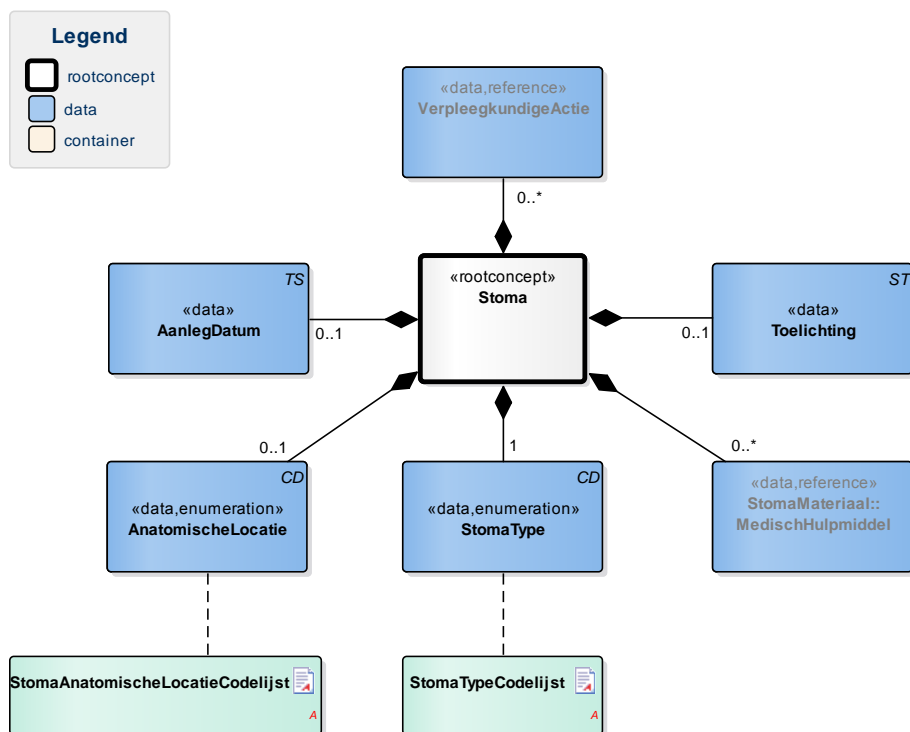 Legend
rootconcept
data
container
«data,reference»
VerpleegkundigeActie
0..*
TS
«data»
AanlegDatum
0..1
«rootconcept»
Stoma
ST
«data»
Toelichting
0..1
0..1
1
0..*
CD
«data,enumeration»
AnatomischeLocatie
CD
«data,enumeration»
StomaType
«data,reference»
StomaMateriaal::
MedischHulpmiddel
StomaAnatomischeLocatieCodelijst
A
StomaTypeCodelijst
A